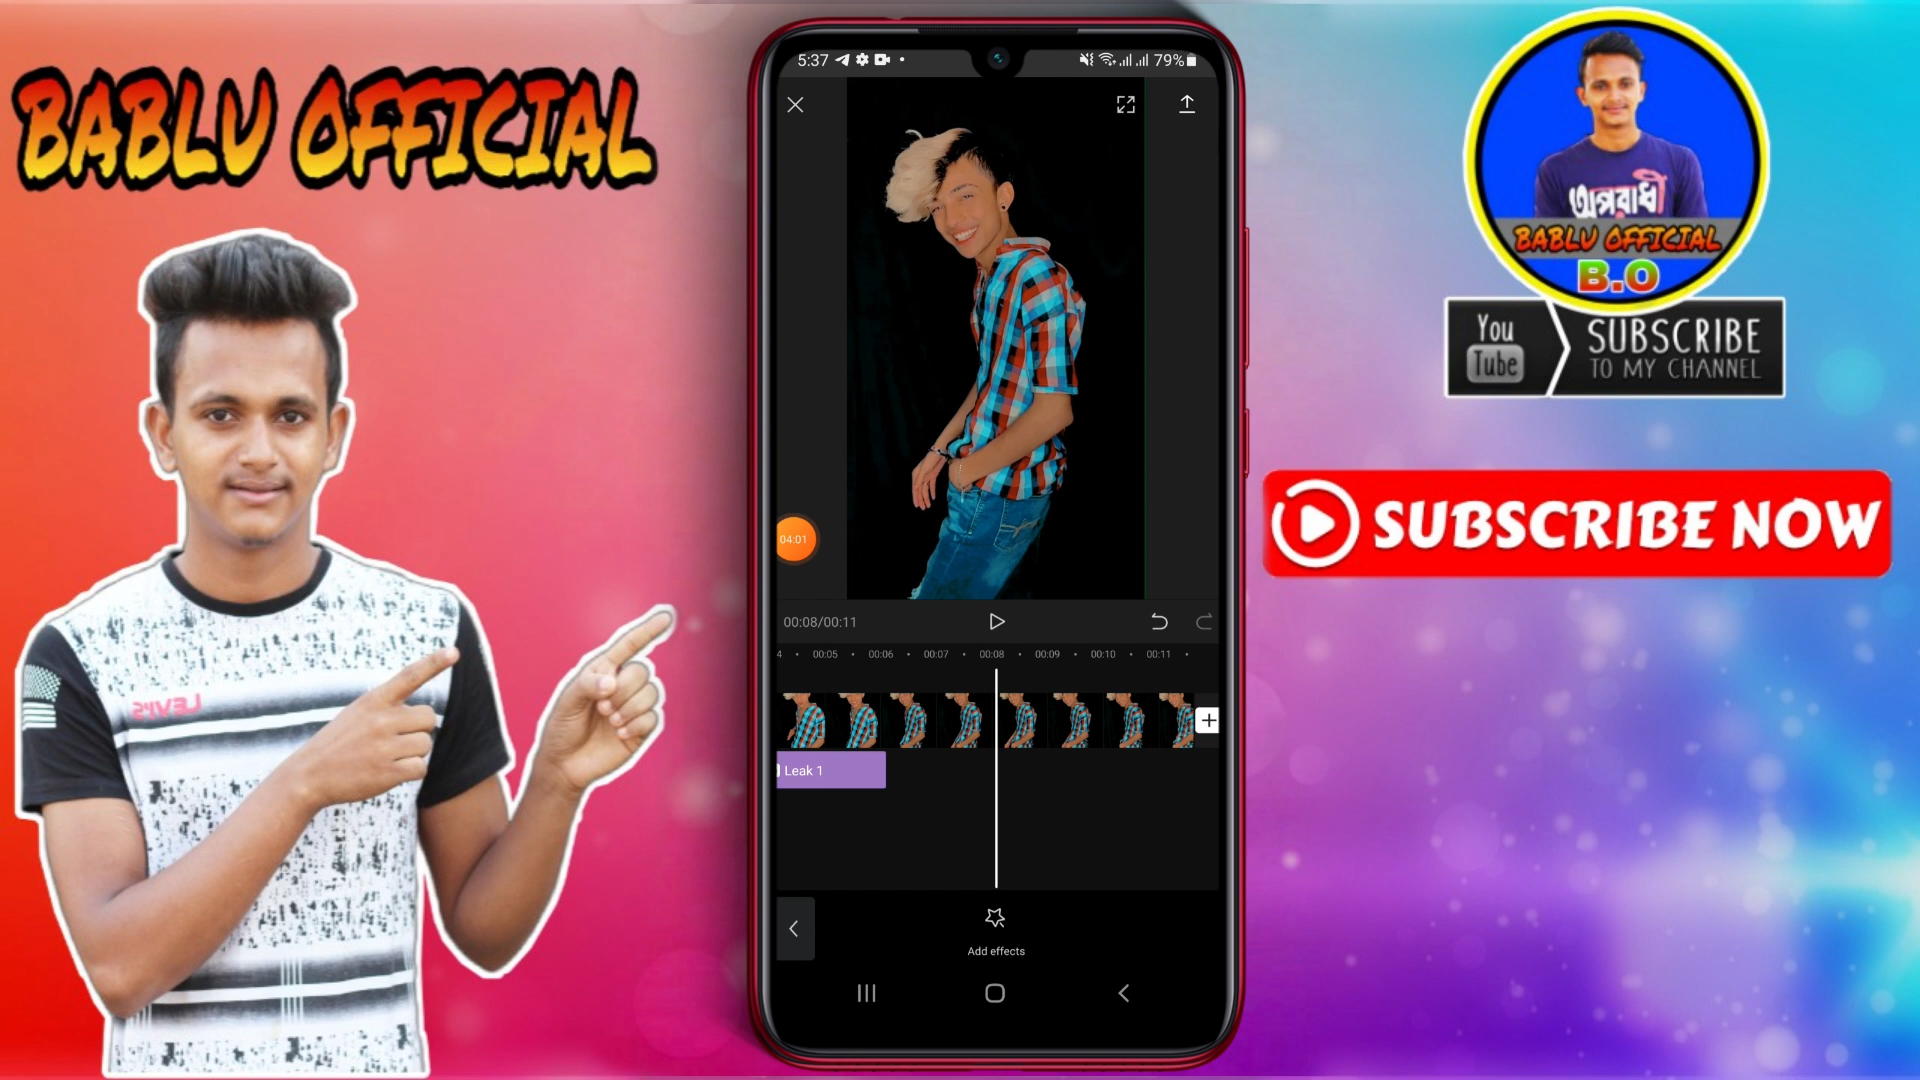 BABLU OFFICIAL
LEVI'S
5:37
79%
04:01
00:08/00:11
4 • 00:05 • 00:06 • 00:07 • 00:08 • 00:09 • 00:10 • 00:11 •
Leak 1
Add effects
অপরাধী
BABLU OFFICIAL
B.O
You
Tube
SUBSCRIBE
TO MY CHANNEL
SUBSCRIBE NOW